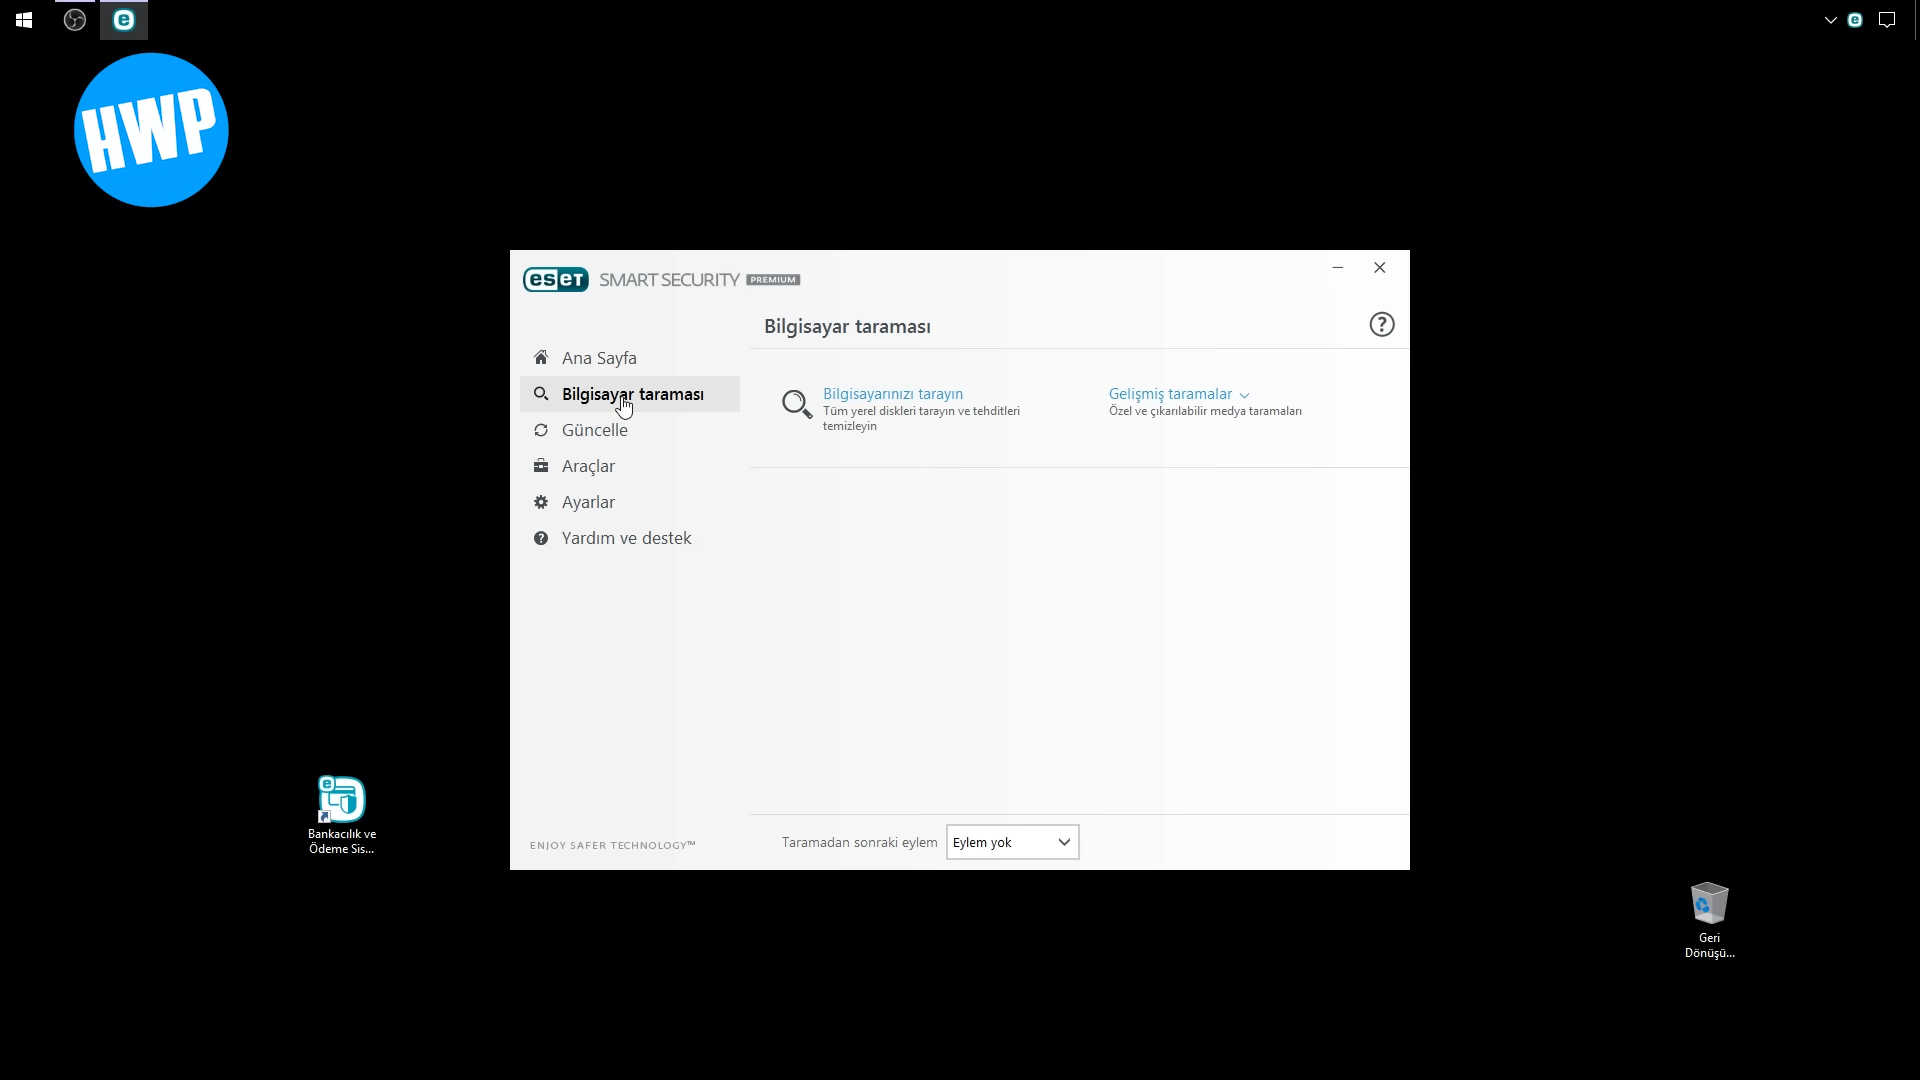 HWP
eset SMART SECURITY PREMIUM
Bilgisayar taraması
Ana Sayfa
Bilgisayar taraması
Güncelle
Araçlar
Ayarlar
Yardım ve destek
Bilgisayarınızı tarayın
Tüm yerel diskleri tarayın ve tehditleri
temizleyin
Gelişmiş taramalar
Özel ve çıkarılabilir medya taramaları
ENJOY SAFER TECHNOLOGY™
Taramadan sonraki eylem
Eylem yok
Bankacılık ve
Ödeme Sis...
Geri
Dönüşü...